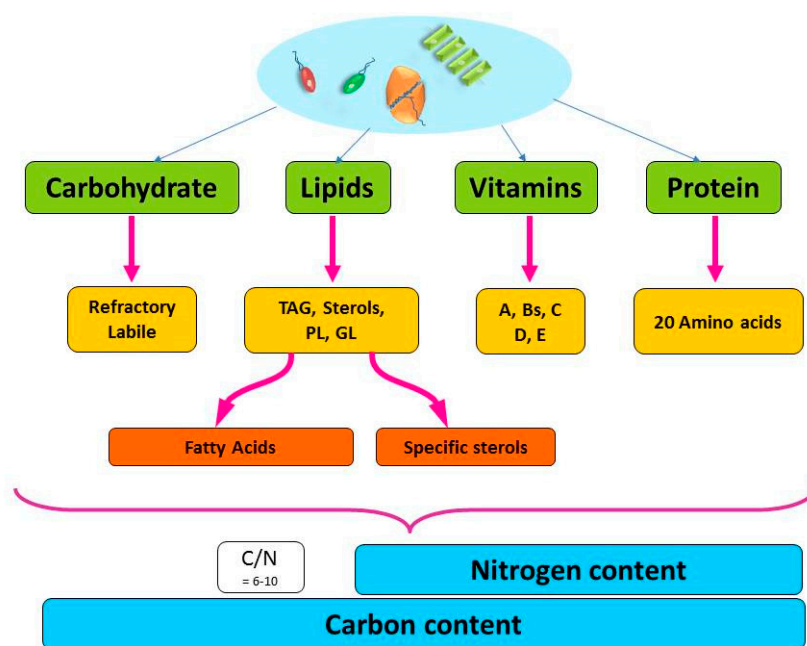 Carbohydrate
Lipids
Vitamins
Protein
Refractory
Labile
TAG, Sterols,
PL, GL
A, Bs, C
D, E
20 Amino acids
Fatty Acids
Specific sterols
C/N
= 6-10
Nitrogen content
Carbon content